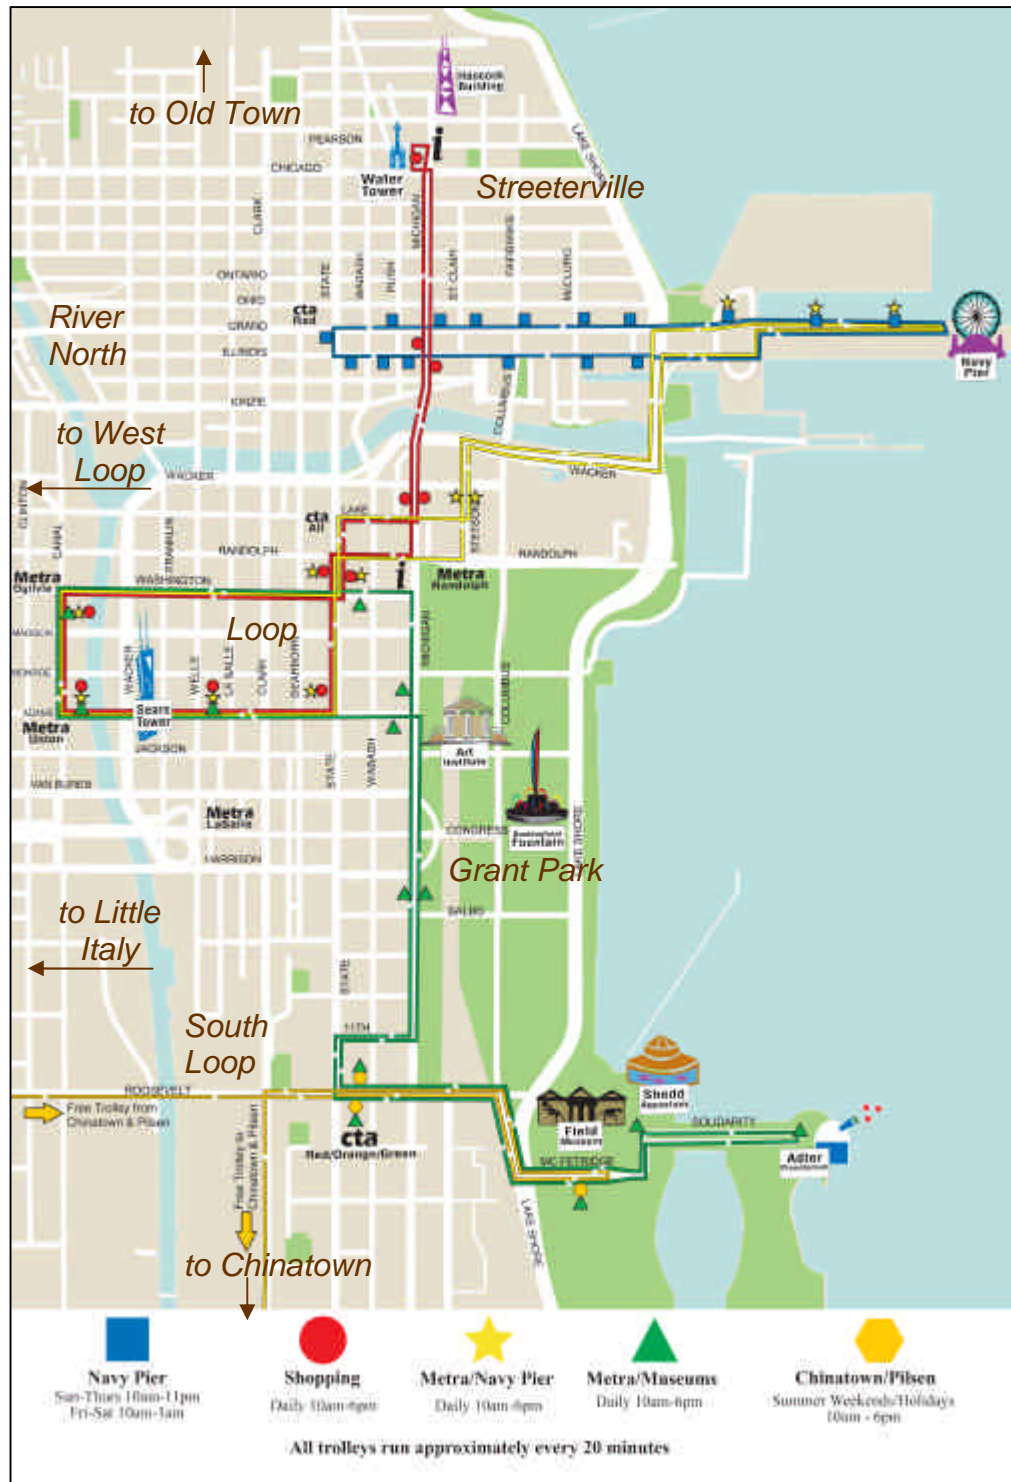 to Old Town
Hancock
Building
PEARSON
CHICAGO
Water
Tower
LAKE SHORE
Streeterville
CLARK
MICHIGAN
ONTARIO
OHIO
GRAND
ILLINOIS
KINZIE
STATE
WABASH
RUSH
ST CLAIR
FAIRBANKS
McCLURG
cta
Red
River
North
Navy
Pier
COLUMBUS
to West
Loop
WACKER
WACKER
CLINTON
CANAL
FRANKLIN
cta
All
LAKE
STETSON
RANDOLPH
RANDOLPH
Metra
Ogilvie
WASHINGTON
Metra
Randolph
MADISON
MONROE
ADAMS
Loop
WACKER
WELLS
LA SALLE
CLARK
DEARBORN
MICHIGAN
COLUMBUS
Sears
Tower
Metra
Union
JACKSON
STATE
WABASH
Art
Institute
VAN BUREN
Metra
LaSalle
CONGRESS
Buckingham
Fountain
LAKE SHORE
HARRISON
Grant Park
BALBO
to Little
Italy
STATE
South
Loop
11TH
ROOSEVELT
Free Trolley from
Chinatown & Pilsen
Free Trolley to
Chinatown & Pilsen
cta
Red/Orange/Green
Field
Museum
Shedd
Aquarium
SOLIDARITY
Adler
Planetarium
MC FETRIDGE
LAKE SHORE
to Chinatown
Navy Pier
Sun-Thurs 10am-11pm
Fri-Sat 10am-1am
Shopping
Daily 10am-6pm
Metra/Navy Pier
Daily 10am-6pm
Metra/Museums
Daily 10am-6pm
Chinatown/Pilsen
Summer Weekends/Holidays
10am - 6pm
All trolleys run approximately every 20 minutes